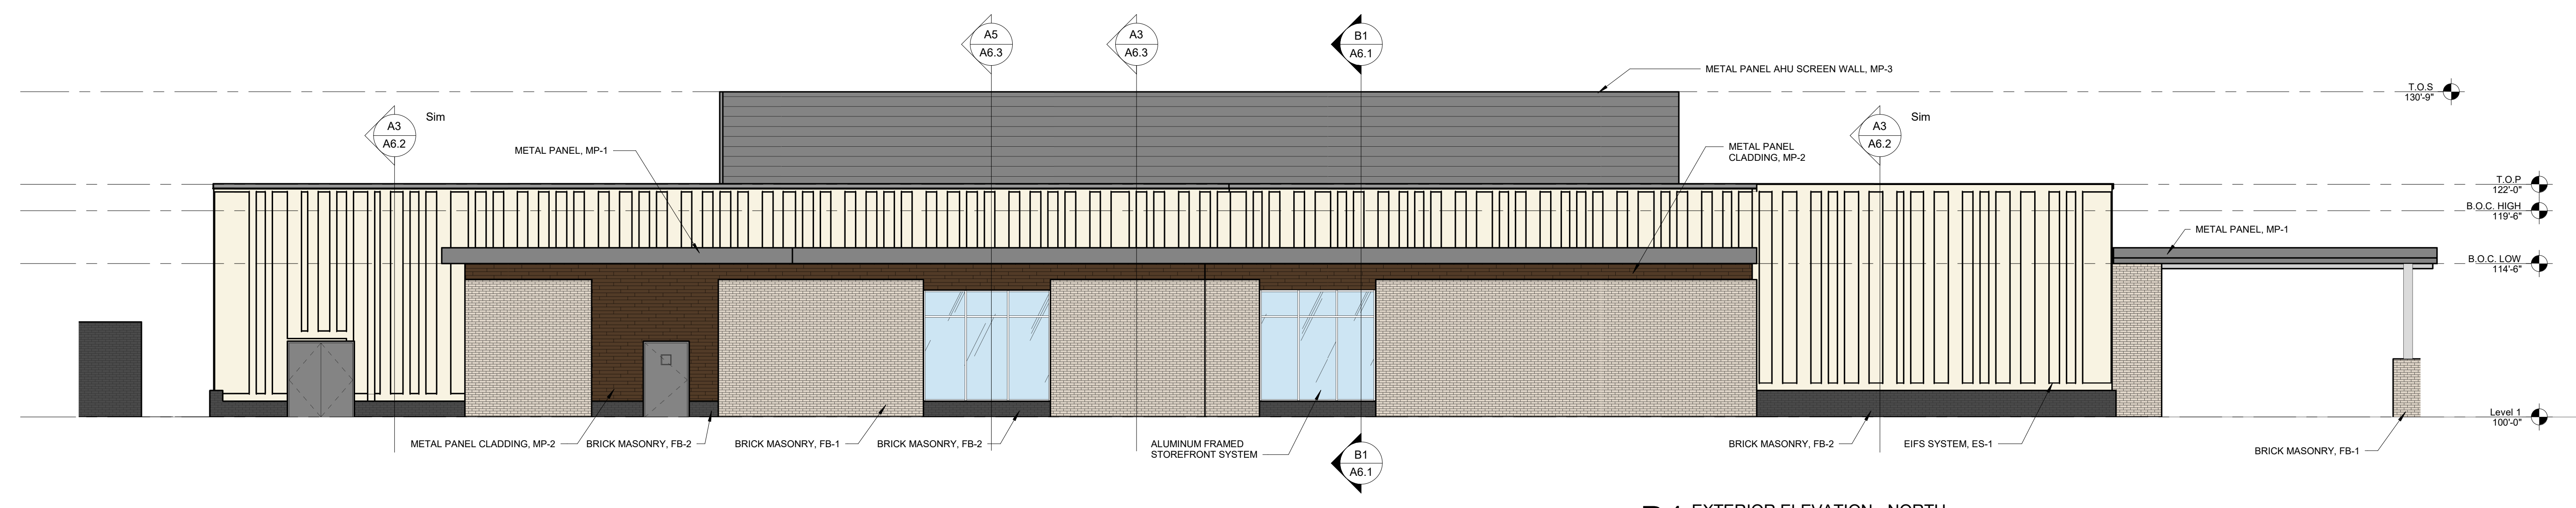 A5
A6.3
A3
A6.3
B1
A6.1
METAL PANEL AHU SCREEN WALL, MP-3
T.O.S
130'-9"
A3
A6.2
Sim
METAL PANEL, MP-1
METAL PANEL
CLADDING, MP-2
A3
A6.2
Sim
T.O.P
122'-0"
B.O.C. HIGH
119'-6"
METAL PANEL, MP-1
B.O.C. LOW
114'-6"
Level 1
100'-0"
METAL PANEL CLADDING, MP-2
BRICK MASONRY, FB-2
BRICK MASONRY, FB-1
BRICK MASONRY, FB-2
ALUMINUM FRAMED
STOREFRONT SYSTEM
B1
A6.1
BRICK MASONRY, FB-2
EIFS SYSTEM, ES-1
BRICK MASONRY, FB-1
EXTERIOR ELEVATION - NORTH